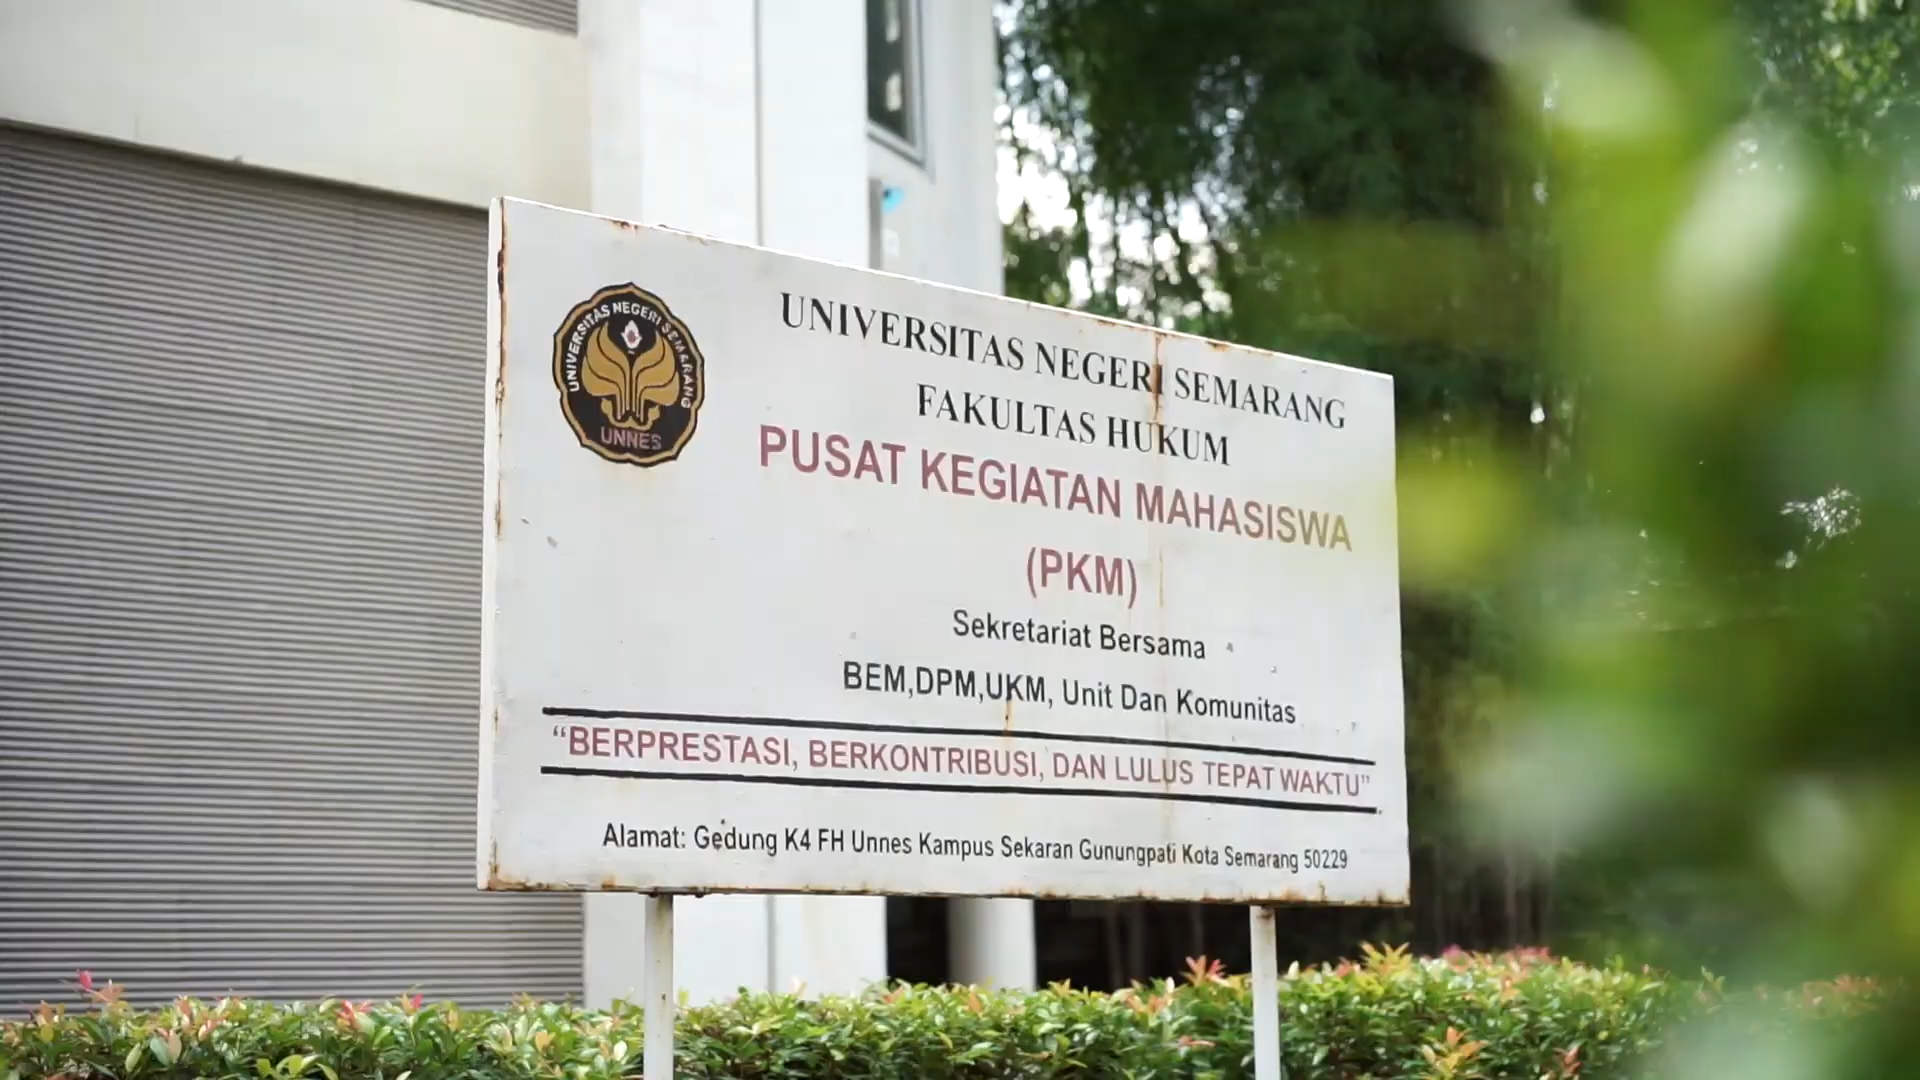 UNIVERSITAS NEGERI SEMARANG
UNNES
UNIVERSITAS NEGERI SEMARANG
FAKULTAS HUKUM
PUSAT KEGIATAN MAHASISWA
(PKM)
Sekretariat Bersama
BEM,DPM,UKM, Unit Dan Komunitas
“BERPRESTASI, BERKONTRIBUSI, DAN LULUS TEPAT WAKTU”
Alamat: Gedung K4 FH Unnes Kampus Sekaran Gunungpati Kota Semarang 50229